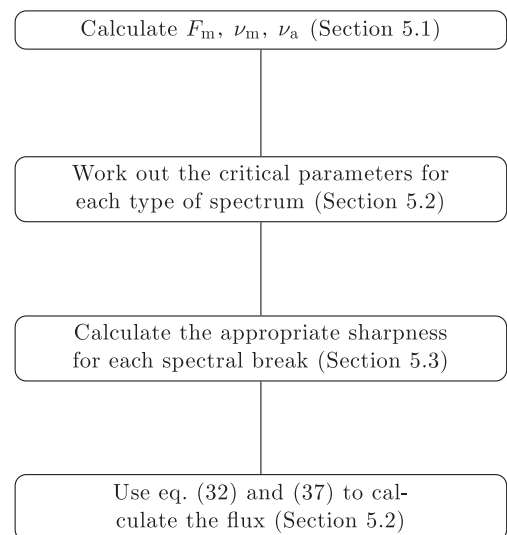 Calculate Fm, νm, νa (Section 5.1)
Work out the critical parameters for
each type of spectrum (Section 5.2)
Calculate the appropriate sharpness
for each spectral break (Section 5.3)
Use eq. (32) and (37) to cal-
culate the flux (Section 5.2)